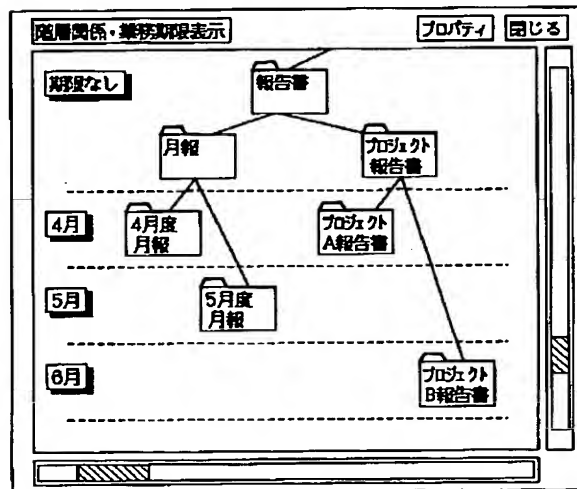 階層関係・業務期限表示
プロパティ
閉じる
期限なし
報告書
月報
プロジェクト
報告書
4月
4月度
月報
プロジェクト
A報告書
5月
5月度
月報
6月
プロジェクト
B報告書